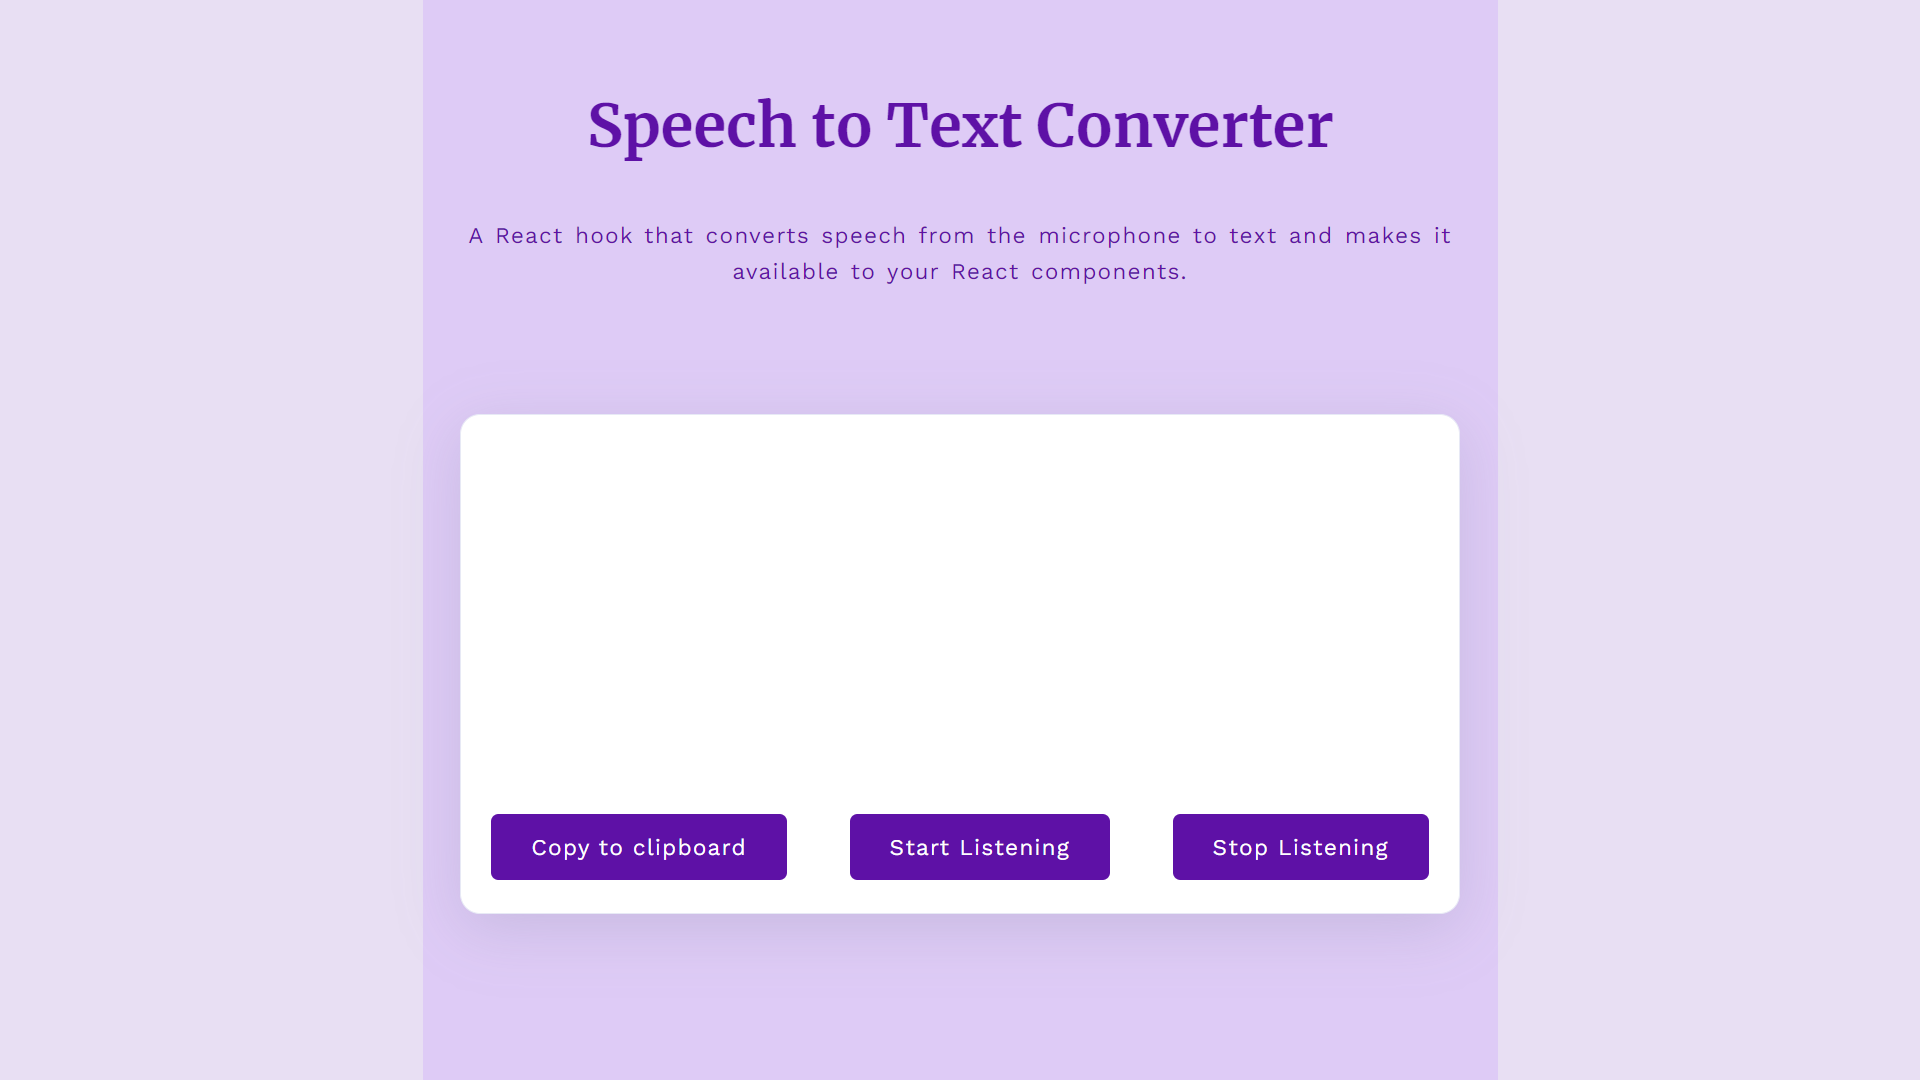 Speech to Text Converter
A React hook that converts speech from the microphone to text and makes it
available to your React components.
Copy to clipboard
Start Listening
Stop Listening